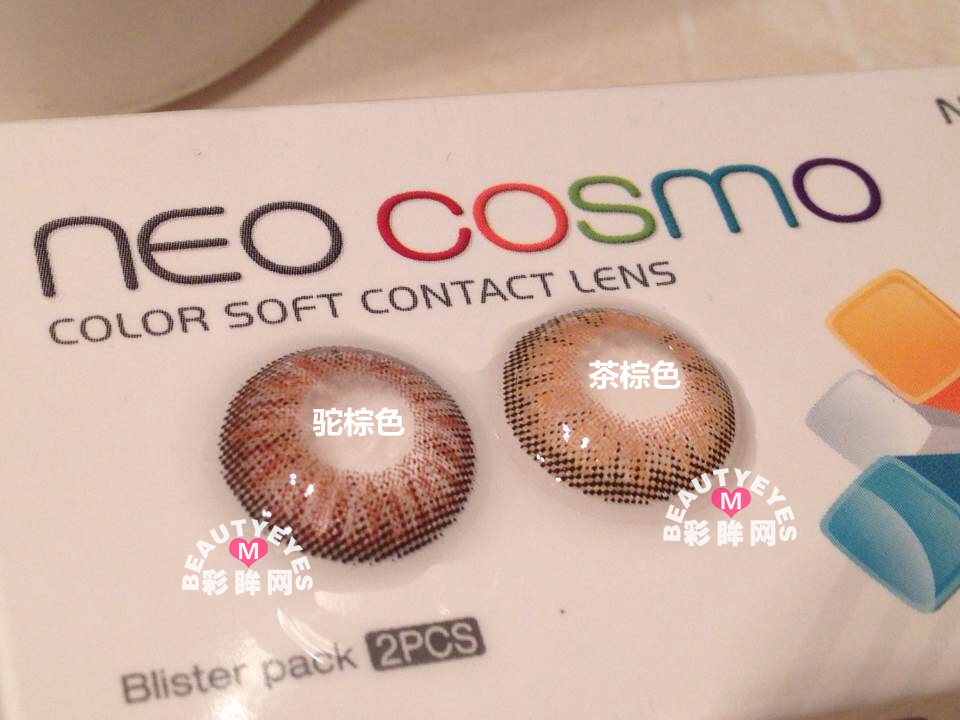 N
NEO COSMO
COLOR SOFT CONTACT LENS
驼棕色
茶棕色
BEAUTYEYES
M
彩眸网
BEAUTYEYES
M
彩眸网
Blister pack 2PCS